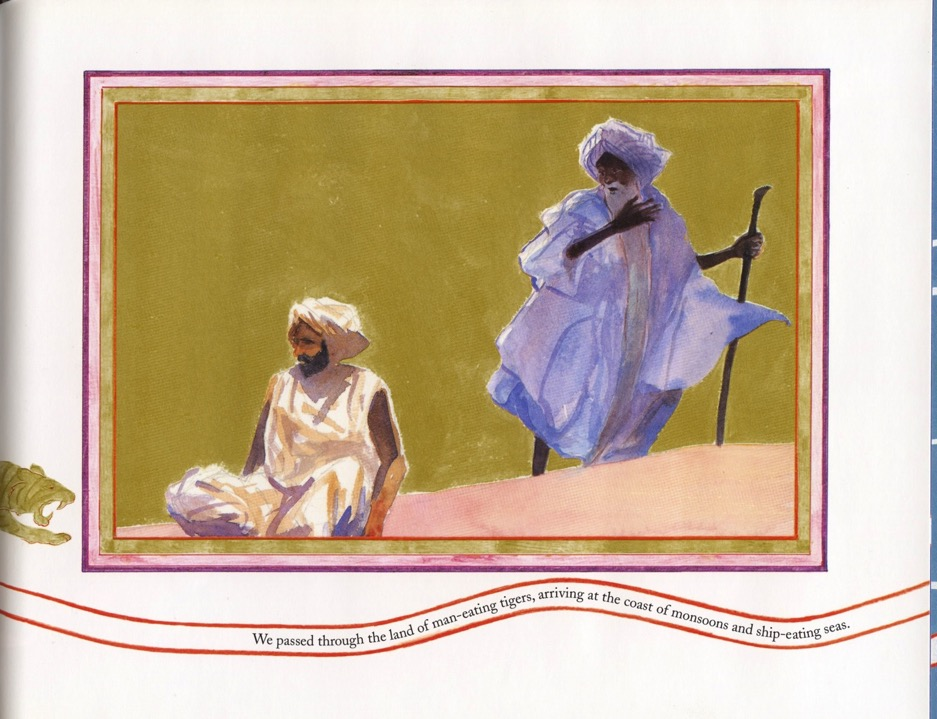 We passed through the land of man-eating tigers, arriving at the coast of monsoons and ship-eating seas.